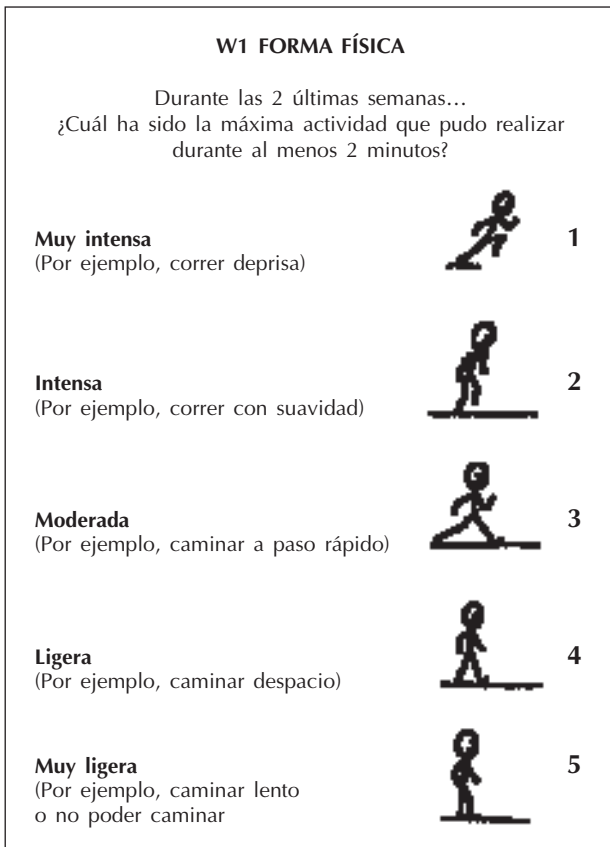 W1 FORMA FÍSICA
Durante las 2 últimas semanas…
¿Cuál ha sido la máxima actividad que pudo realizar
durante al menos 2 minutos?
Muy intensa
(Por ejemplo, correr deprisa)
1
Intensa
(Por ejemplo, correr con suavidad)
2
Moderada
(Por ejemplo, caminar a paso rápido)
3
Ligera
(Por ejemplo, caminar despacio)
4
Muy ligera
(Por ejemplo, caminar lento
o no poder caminar
5